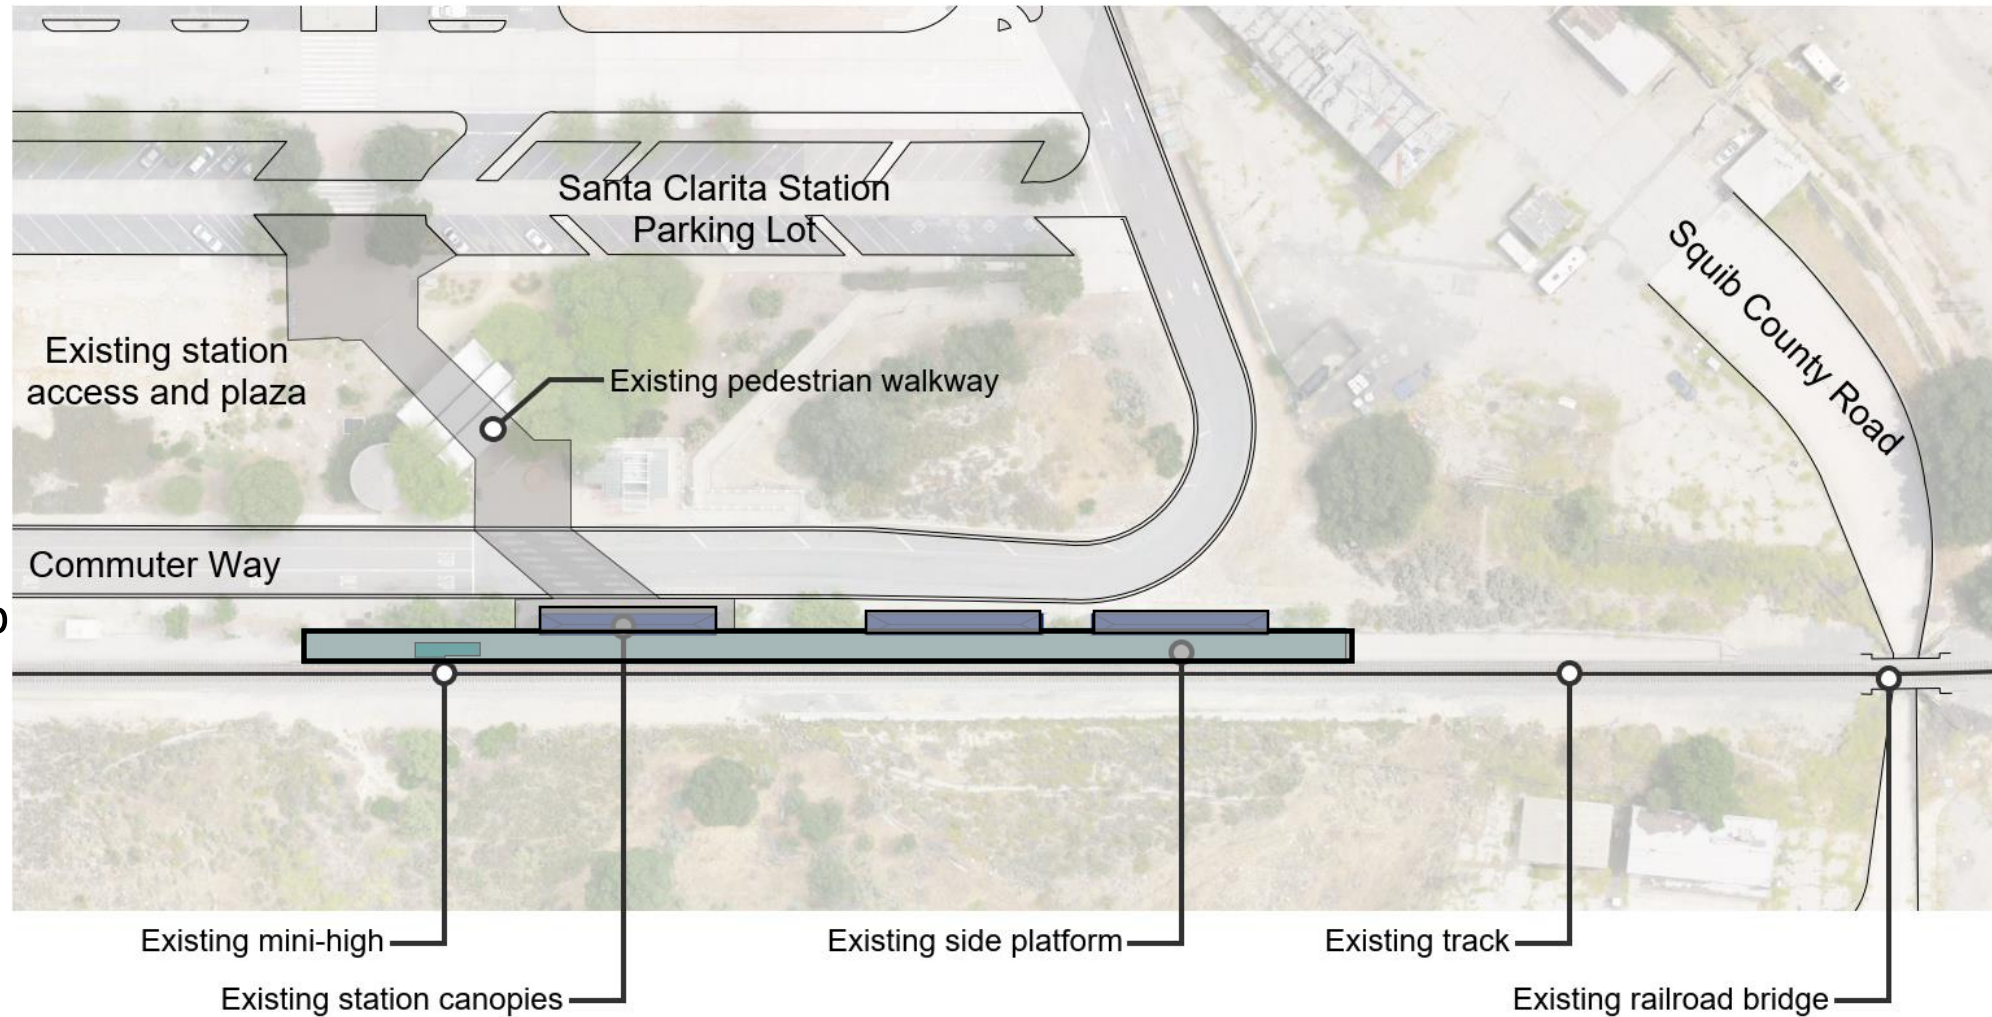 Santa Clarita Station
Parking Lot
Squib County Road
Existing station
access and plaza
Existing pedestrian walkway
Commuter Way
Existing mini-high
Existing side platform
Existing track
Existing station canopies
Existing railroad bridge